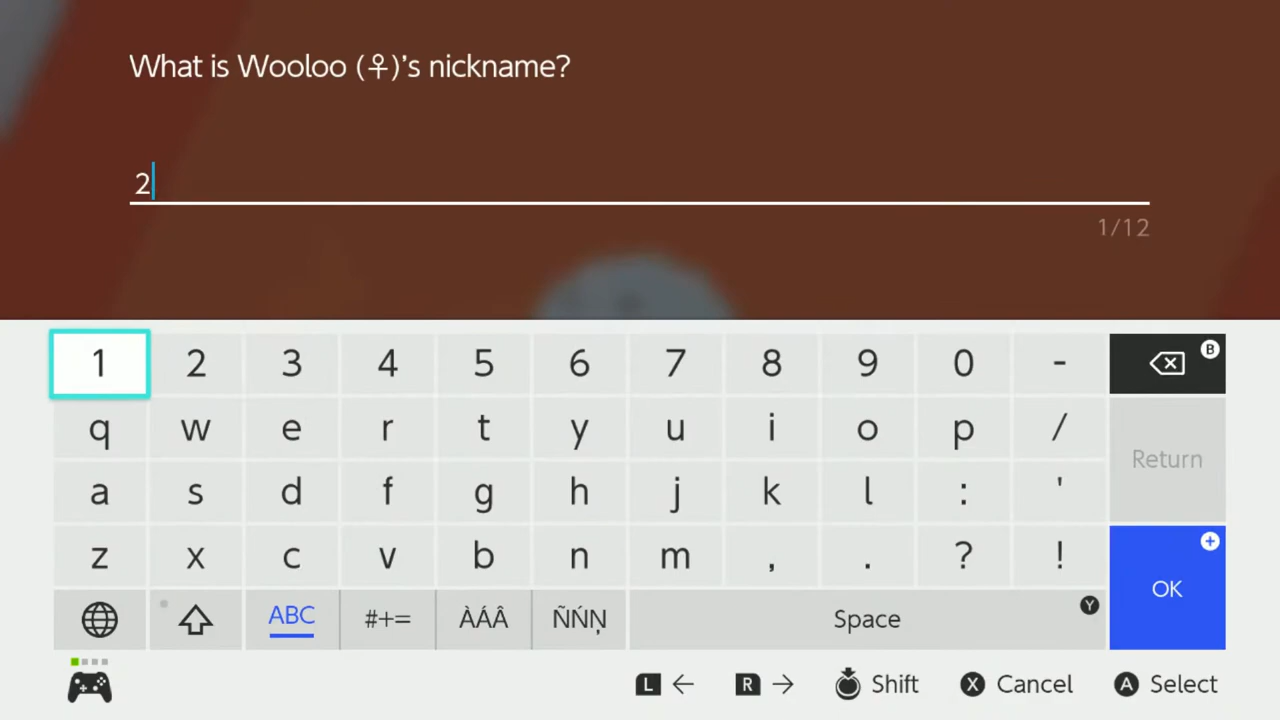 What is Wooloo (♀)'s nickname?
2
1/12
1 2 3 4 5 6 7 8 9 0 - B
q w e r t y u i o p /
Return
a s d f g h j k l : '
z x c v b n m , . ? ! +
OK
ABC #+= ÀÁÂ ÑŃŅ Space Y
L ← R → Shift X Cancel A Select